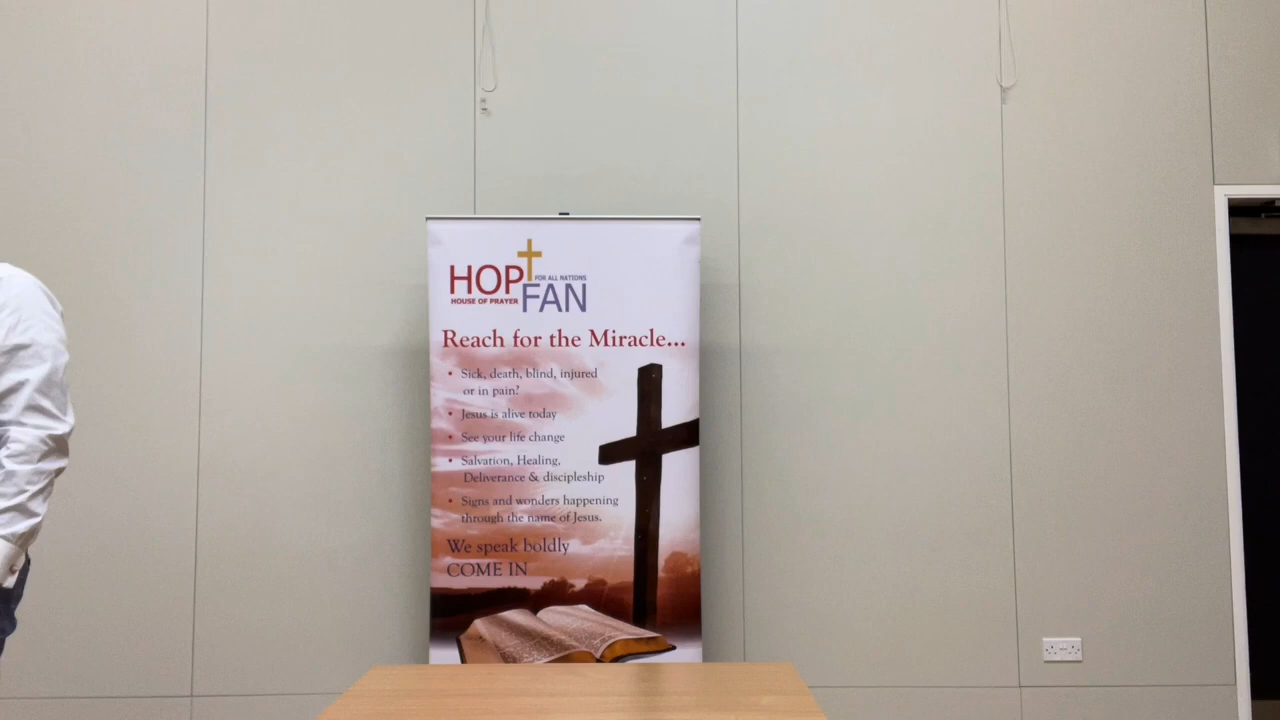 HOP FOR ALL NATIONS
HOUSE OF PRAYER FAN
Reach for the Miracle...
• Sick, death, blind, injured
or in pain?
• Jesus is alive today
• See your life change
• Salvation, Healing,
Deliverance & discipleship
• Signs and wonders happening
through the name of Jesus.
We speak boldly
COME IN